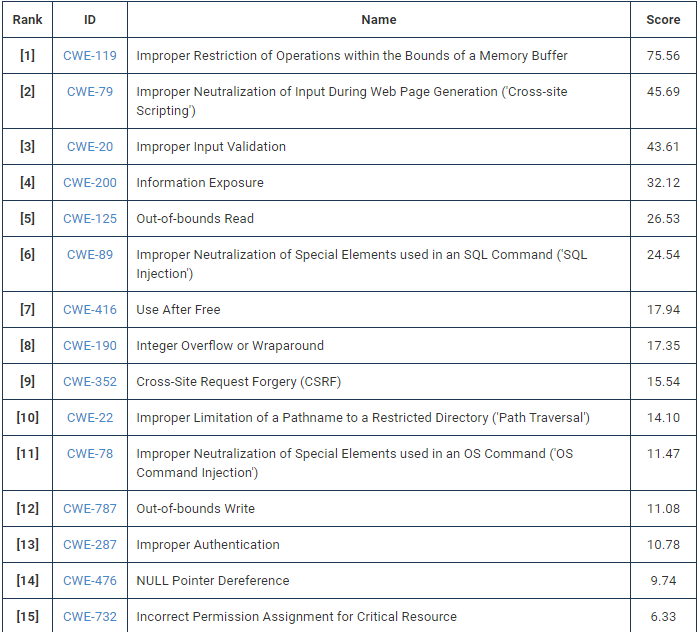 Rank ID Name Score
[1] CWE-119 Improper Restriction of Operations within the Bounds of a Memory Buffer 75.56
[2] CWE-79 Improper Neutralization of Input During Web Page Generation ('Cross-site 45.69
Scripting')
[3] CWE-20 Improper Input Validation 43.61
[4] CWE-200 Information Exposure 32.12
[5] CWE-125 Out-of-bounds Read 26.53
[6] CWE-89 Improper Neutralization of Special Elements used in an SQL Command ('SQL 24.54
Injection')
[7] CWE-416 Use After Free 17.94
[8] CWE-190 Integer Overflow or Wraparound 17.35
[9] CWE-352 Cross-Site Request Forgery (CSRF) 15.54
[10] CWE-22 Improper Limitation of a Pathname to a Restricted Directory ('Path Traversal') 14.10
[11] CWE-78 Improper Neutralization of Special Elements used in an OS Command ('OS 11.47
Command Injection')
[12] CWE-787 Out-of-bounds Write 11.08
[13] CWE-287 Improper Authentication 10.78
[14] CWE-476 NULL Pointer Dereference 9.74
[15] CWE-732 Incorrect Permission Assignment for Critical Resource 6.33